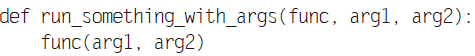 def run_something_with_args(func, arg1, arg2):
    func(arg1, arg2)